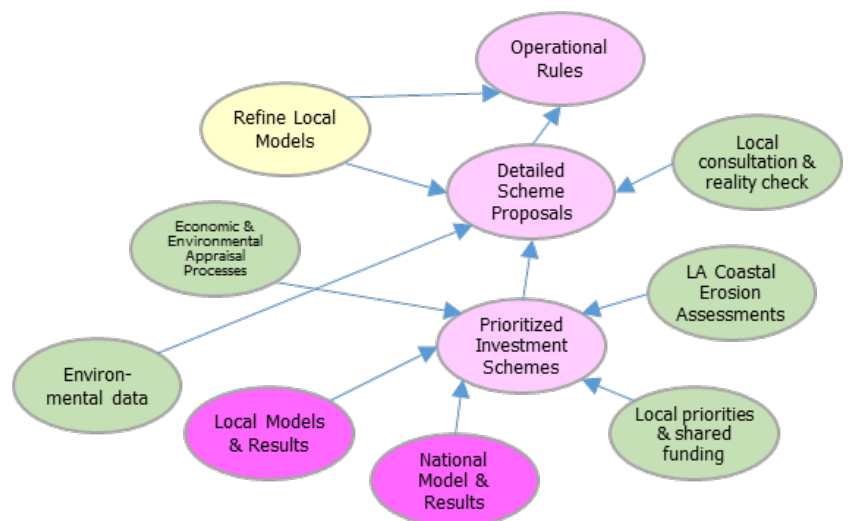 Operational
Rules
Refine Local
Models
Local
consultation &
reality check
Detailed
Scheme
Proposals
Economic &
Environmental
Appraisal
Processes
LA Coastal
Erosion
Assessments
Prioritized
Investment
Schemes
Environ-
mental data
Local Models
& Results
Local priorities
& shared
funding
National
Model &
Results